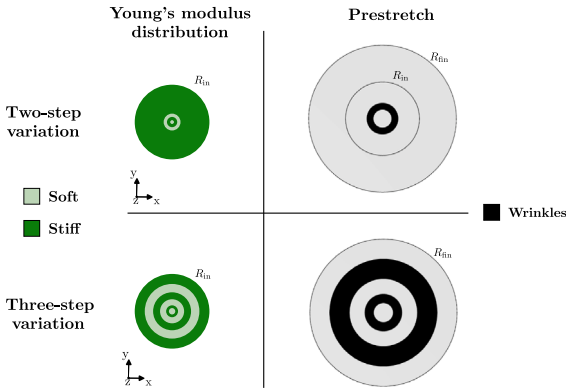 Young's modulus
distribution
Prestretch
Two-step
variation
R_in
R_fin
R_in
y
z x
Soft
Stiff
Wrinkles
Three-step
variation
R_in
R_fin
y
z x